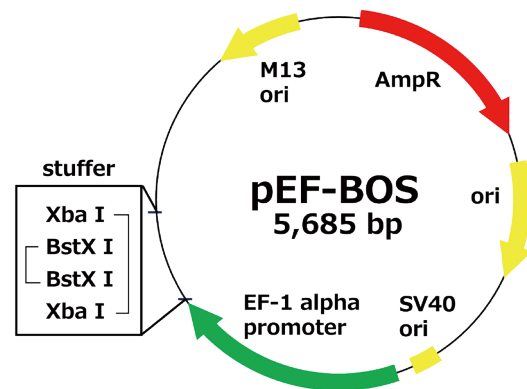 M13
ori
AmpR
stuffer
Xba I
BstX I
BstX I
Xba I
pEF-BOS
5,685 bp
ori
EF-1 alpha
promoter
SV40
ori